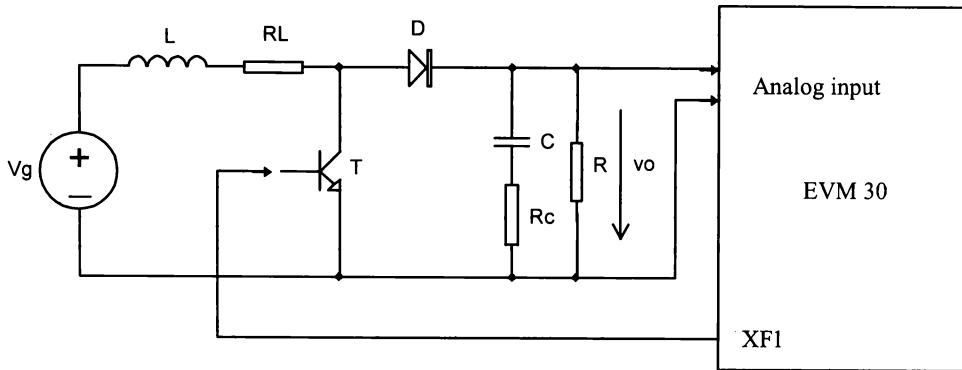 L
RL
D
Analog input
Vg
+
T
C
R
vo
EVM 30
Rc
XF1